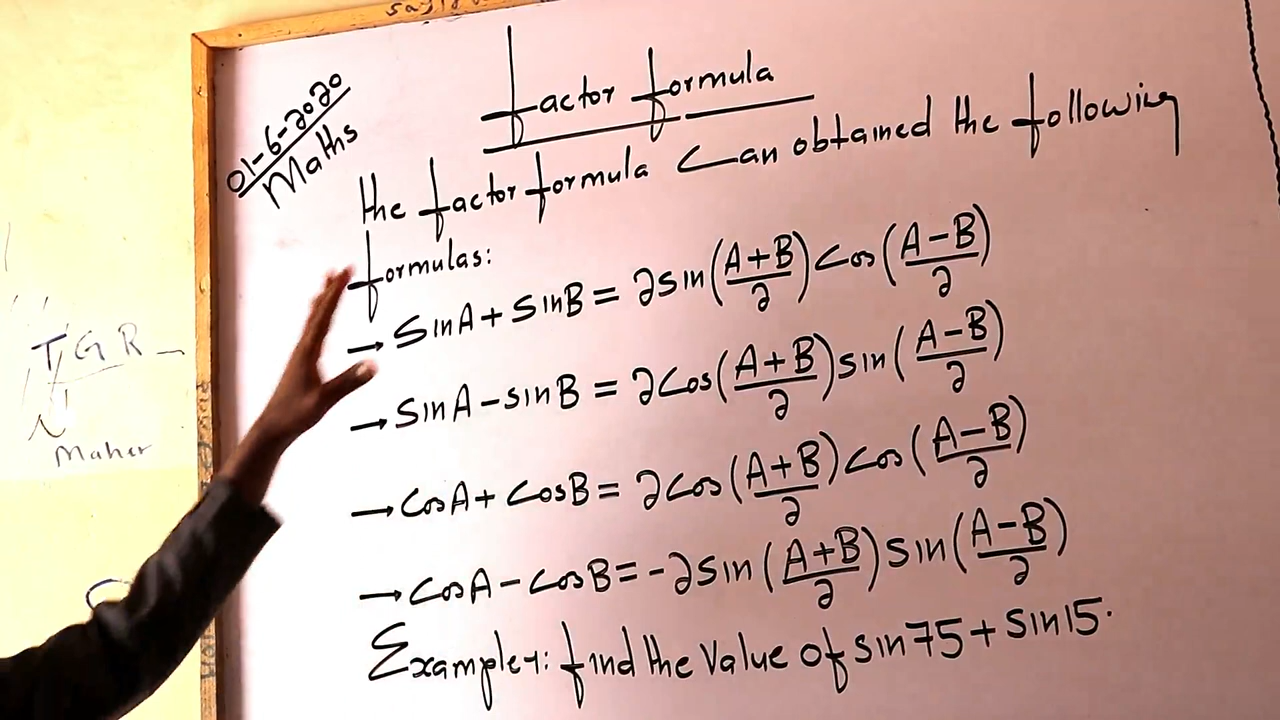 01-6-2020
Maths
Factor formula
The factor formula Can obtained the following
formulas:
→ SinA + SinB = 2sin(A+B/2) Cos(A-B/2)
→ SinA - sinB = 2Cos(A+B/2) sin(A-B/2)
→ CosA + CosB = 2Cos(A+B/2) Cos(A-B/2)
→ CosA - CosB = -2Sin(A+B/2) Sin(A-B/2)
Example1: find the Value of sin75 + Sin15.
TGR
Maher